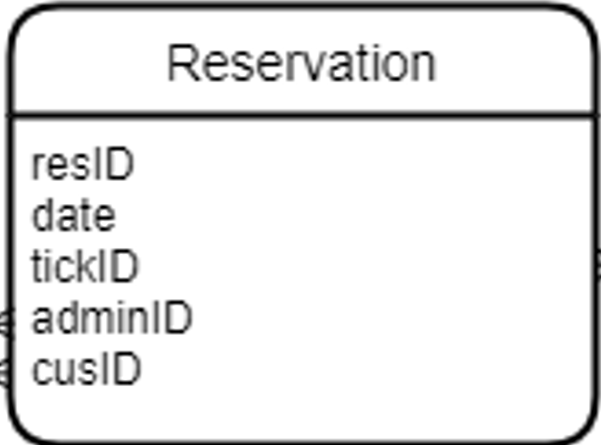 Reservation
resID
date
tickID
adminID
cusID